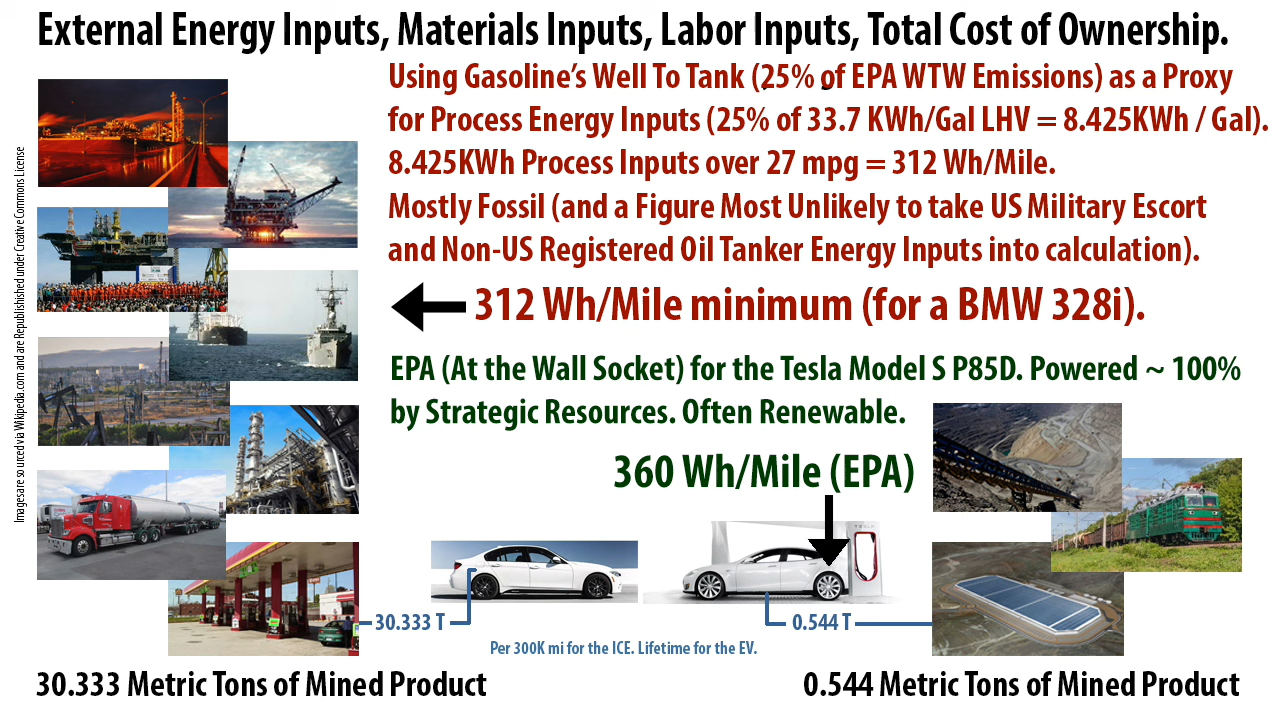 External Energy Inputs, Materials Inputs, Labor Inputs, Total Cost of Ownership.
Using Gasoline's Well To Tank (25% of EPA WTW Emissions) as a Proxy
for Process Energy Inputs (25% of 33.7 KWh/Gal LHV = 8.425KWh / Gal).
8.425KWh Process Inputs over 27 mpg = 312 Wh/Mile.
Mostly Fossil (and a Figure Most Unlikely to take US Military Escort
and Non-US Registered Oil Tanker Energy Inputs into calculation).
312 Wh/Mile minimum (for a BMW 328i).
EPA (At the Wall Socket) for the Tesla Model S P85D. Powered ~ 100%
by Strategic Resources. Often Renewable.
360 Wh/Mile (EPA)
TESLA
30.333 T
0.544 T
Per 300K mi for the ICE. Lifetime for the EV.
30.333 Metric Tons of Mined Product
0.544 Metric Tons of Mined Product
Images are sourced via Wikipedia.com and are Republishished under Creative Commons License